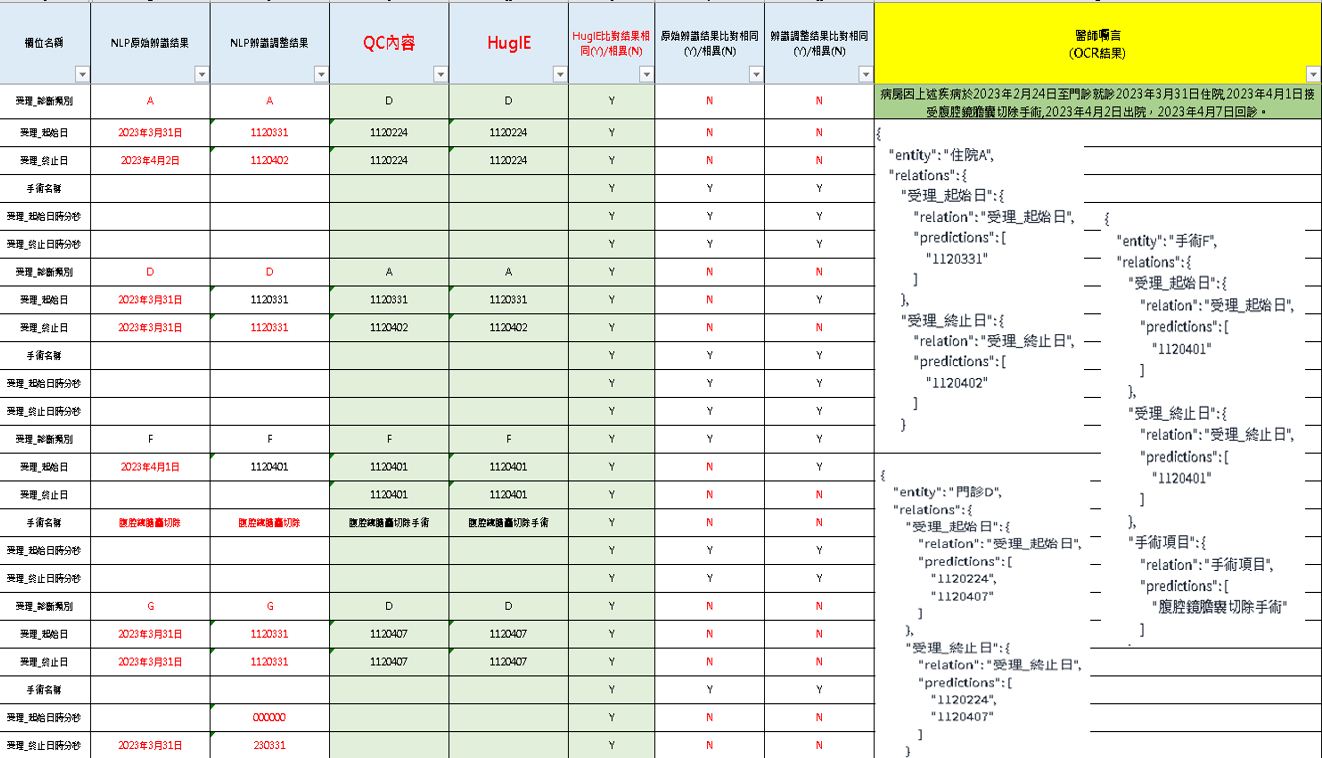 欄位名稱 NLP原始辨識結果 NLP辨識調整結果 QC內容 HugIE HugIE比對結果相同(Y)/相異(N) 原始辨識結果比對相同(Y)/相異(N) 辨識調整結果比對相同(Y)/相異(N) 醫師囑言
(OCR結果)
受理_診斷類別 A A D D Y N N
病患因上述疾病於2023年2月24日至門診就診2023年3月31日住院,2023年4月1日接
受腹腔鏡膽囊切除手術,2023年4月2日出院，2023年4月7日回診。
受理_起始日 2023年3月31日 1120331 1120224 1120224 Y N N
受理_終止日 2023年4月2日 1120402 1120224 1120224 Y N N
手術名稱 Y Y Y
受理_起始日時分秒 Y Y Y
受理_終止日時分秒 Y Y Y
受理_診斷類別 D D A A Y N N
受理_起始日 2023年3月31日 1120331 1120331 1120331 Y N Y
受理_終止日 2023年3月31日 1120331 1120402 1120402 Y N N
手術名稱 Y Y Y
受理_起始日時分秒 Y Y Y
受理_終止日時分秒 Y Y Y
受理_診斷類別 F F F F Y Y Y
受理_起始日 2023年4月1日 1120401 1120401 1120401 Y N Y
受理_終止日 1120401 1120401 Y N N
手術名稱 腹腔鏡膽囊切除 腹腔鏡膽囊切除 腹腔鏡膽囊切除手術 腹腔鏡膽囊切除手術 Y N N
受理_起始日時分秒 Y Y Y
受理_終止日時分秒 Y Y Y
受理_診斷類別 G G D D Y N N
受理_起始日 2023年3月31日 1120331 1120407 1120407 Y N N
受理_終止日 2023年3月31日 1120331 1120407 1120407 Y N N
手術名稱 Y Y Y
受理_起始日時分秒 000000 Y N N
受理_終止日時分秒 2023年3月31日 230331 Y N N
{
"entity":"住院A",
"relations":{
"受理_起始日":{
"relation":"受理_起始日",
"predictions":[
"1120331"
]
},
"受理_終止日":{
"relation":"受理_終止日",
"predictions":[
"1120402"
]
}
{
"entity":"門診D",
"relations":{
"受理_起始日":{
"relation":"受理_起始日",
"predictions":[
"1120224",
"1120407"
]
},
"受理_終止日":{
"relation":"受理_終止日",
"predictions":[
"1120224",
"1120407"
]
}
{
"entity":"手術F",
"relations":{
"受理_起始日":{
"relation":"受理_起始日",
"predictions":[
"1120401"
]
},
"受理_終止日":{
"relation":"受理_終止日",
"predictions":[
"1120401"
]
},
"手術項目":{
"relation":"手術項目",
"predictions":[
"腹腔鏡膽囊切除手術"
]